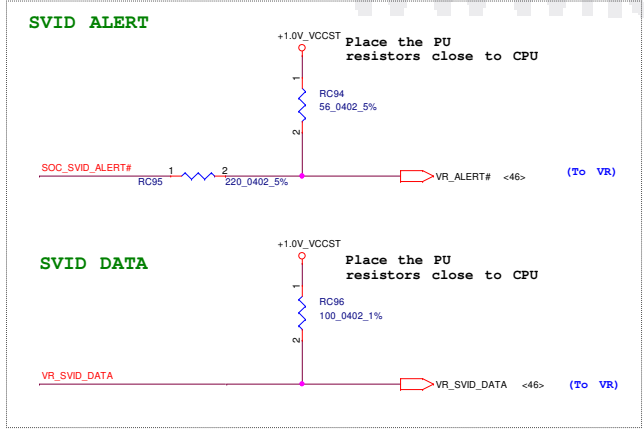 SVID ALERT
+1.0V_VCCST
Place the PU
resistors close to CPU
1
RC94
56_0402_5%
2
SOC_SVID_ALERT#
1
2
RC95
220_0402_5%
VR_ALERT#
<46>
(To VR)
SVID DATA
+1.0V_VCCST
Place the PU
resistors close to CPU
1
RC96
100_0402_1%
2
VR_SVID_DATA
VR_SVID_DATA
<46>
(To VR)